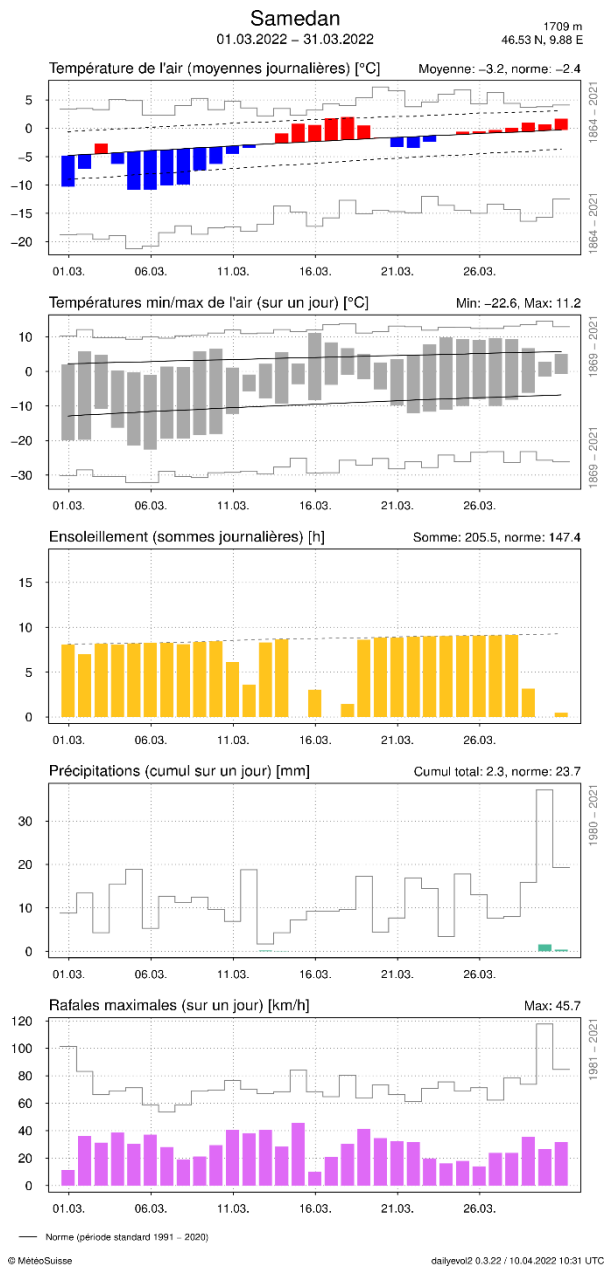 Samedan
01.03.2022 − 31.03.2022
1709 m
46.53 N, 9.88 E
Température de l'air (moyennes journalières) [°C]
Moyenne: −3.2, norme: −2.4
5
0
−5
−10
−15
−20
1864 − 2021
1864 − 2021
01.03.
06.03.
11.03.
16.03.
21.03.
26.03.
Températures min/max de l'air (sur un jour) [°C]
Min: −22.6, Max: 11.2
10
0
−10
−20
−30
1869 − 2021
1869 − 2021
01.03.
06.03.
11.03.
16.03.
21.03.
26.03.
Ensoleillement (sommes journalières) [h]
Somme: 205.5, norme: 147.4
15
10
5
0
01.03.
06.03.
11.03.
16.03.
21.03.
26.03.
Précipitations (cumul sur un jour) [mm]
Cumul total: 2.3, norme: 23.7
30
20
10
0
1980 − 2021
01.03.
06.03.
11.03.
16.03.
21.03.
26.03.
Rafales maximales (sur un jour) [km/h]
Max: 45.7
120
100
80
60
40
20
0
1981 − 2021
01.03.
06.03.
11.03.
16.03.
21.03.
26.03.
Norme (période standard 1991 − 2020)
© MétéoSuisse
dailyevol2 0.3.22 / 10.04.2022 10:31 UTC